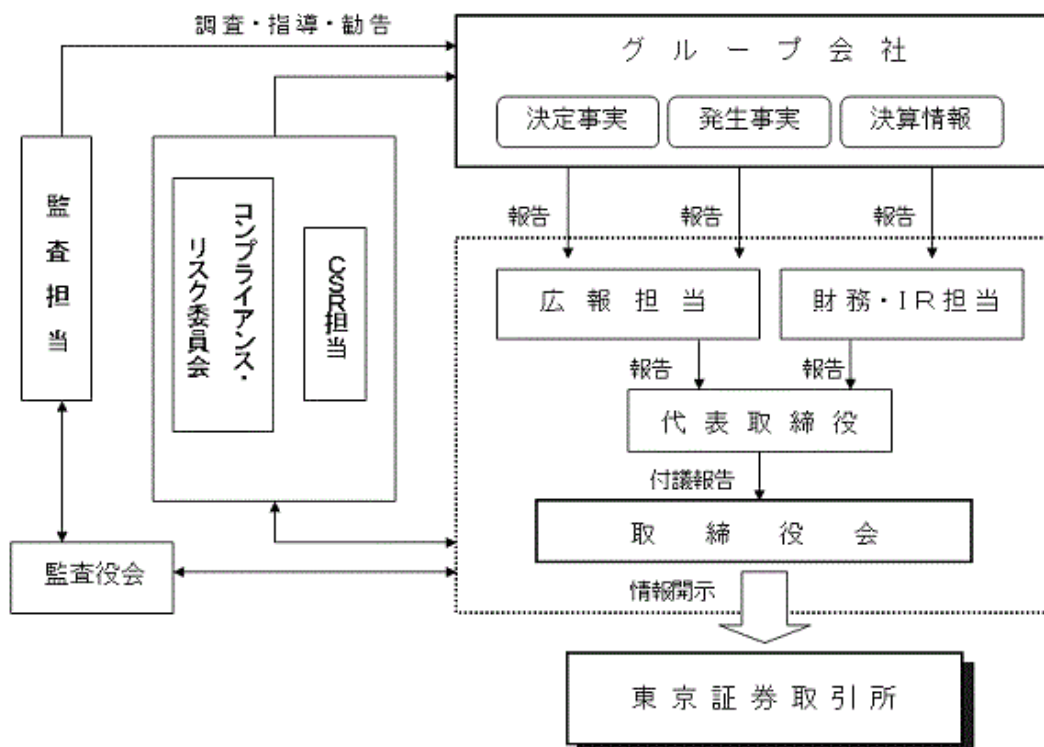 調査・指導・勧告
グループ会社
決定事実
発生事実
決算情報
報告
報告
報告
監査担当
コンプライアンス・
リスク委員会
CSR担当
広報担当
財務・IR担当
報告
報告
代表取締役
付議報告
取締役会
監査役会
情報開示
東京証券取引所